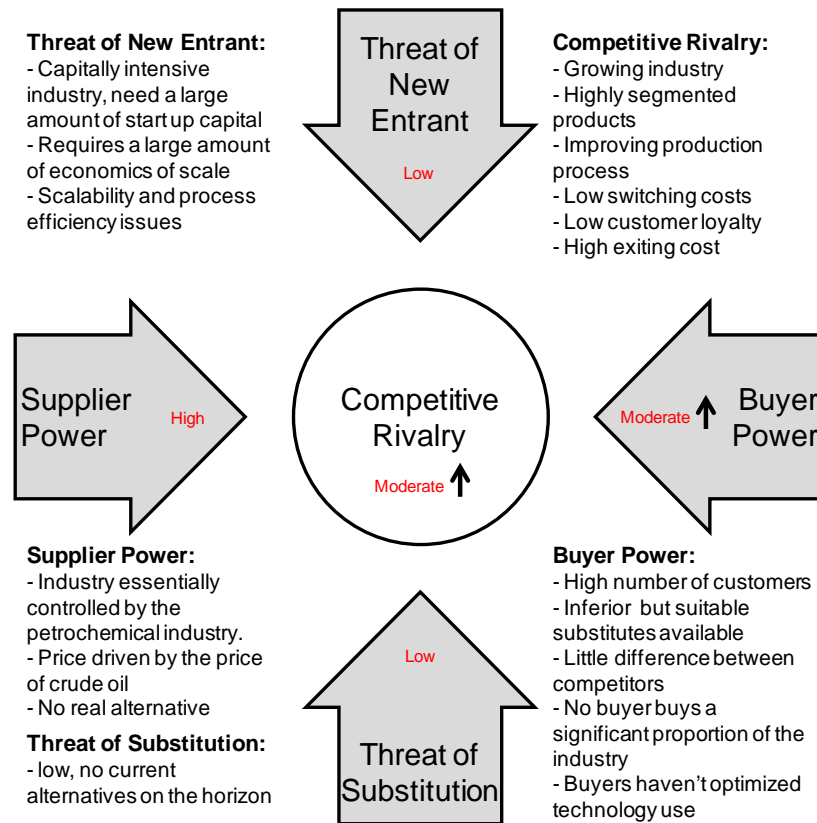 Threat of New Entrant:
- Capitally intensive
industry, need a large
amount of start up capital
- Requires a large amount
of economics of scale
- Scalability and process
efficiency issues
Threat of
New
Entrant
Low
Competitive Rivalry:
- Growing industry
- Highly segmented
products
- Improving production
process
- Low switching costs
- Low customer loyalty
- High exiting cost
Supplier
Power
High
Competitive
Rivalry
Moderate
Moderate
Buyer
Power
Supplier Power:
- Industry essentially
controlled by the
petrochemical industry.
- Price driven by the price
of crude oil
- No real alternative
Threat of Substitution:
- low, no current
alternatives on the horizon
Low
Threat of
Substitution
Buyer Power:
- High number of customers
- Inferior but suitable
substitutes available
- Little difference between
competitors
- No buyer buys a
significant proportion of the
industry
- Buyers haven't optimized
technology use